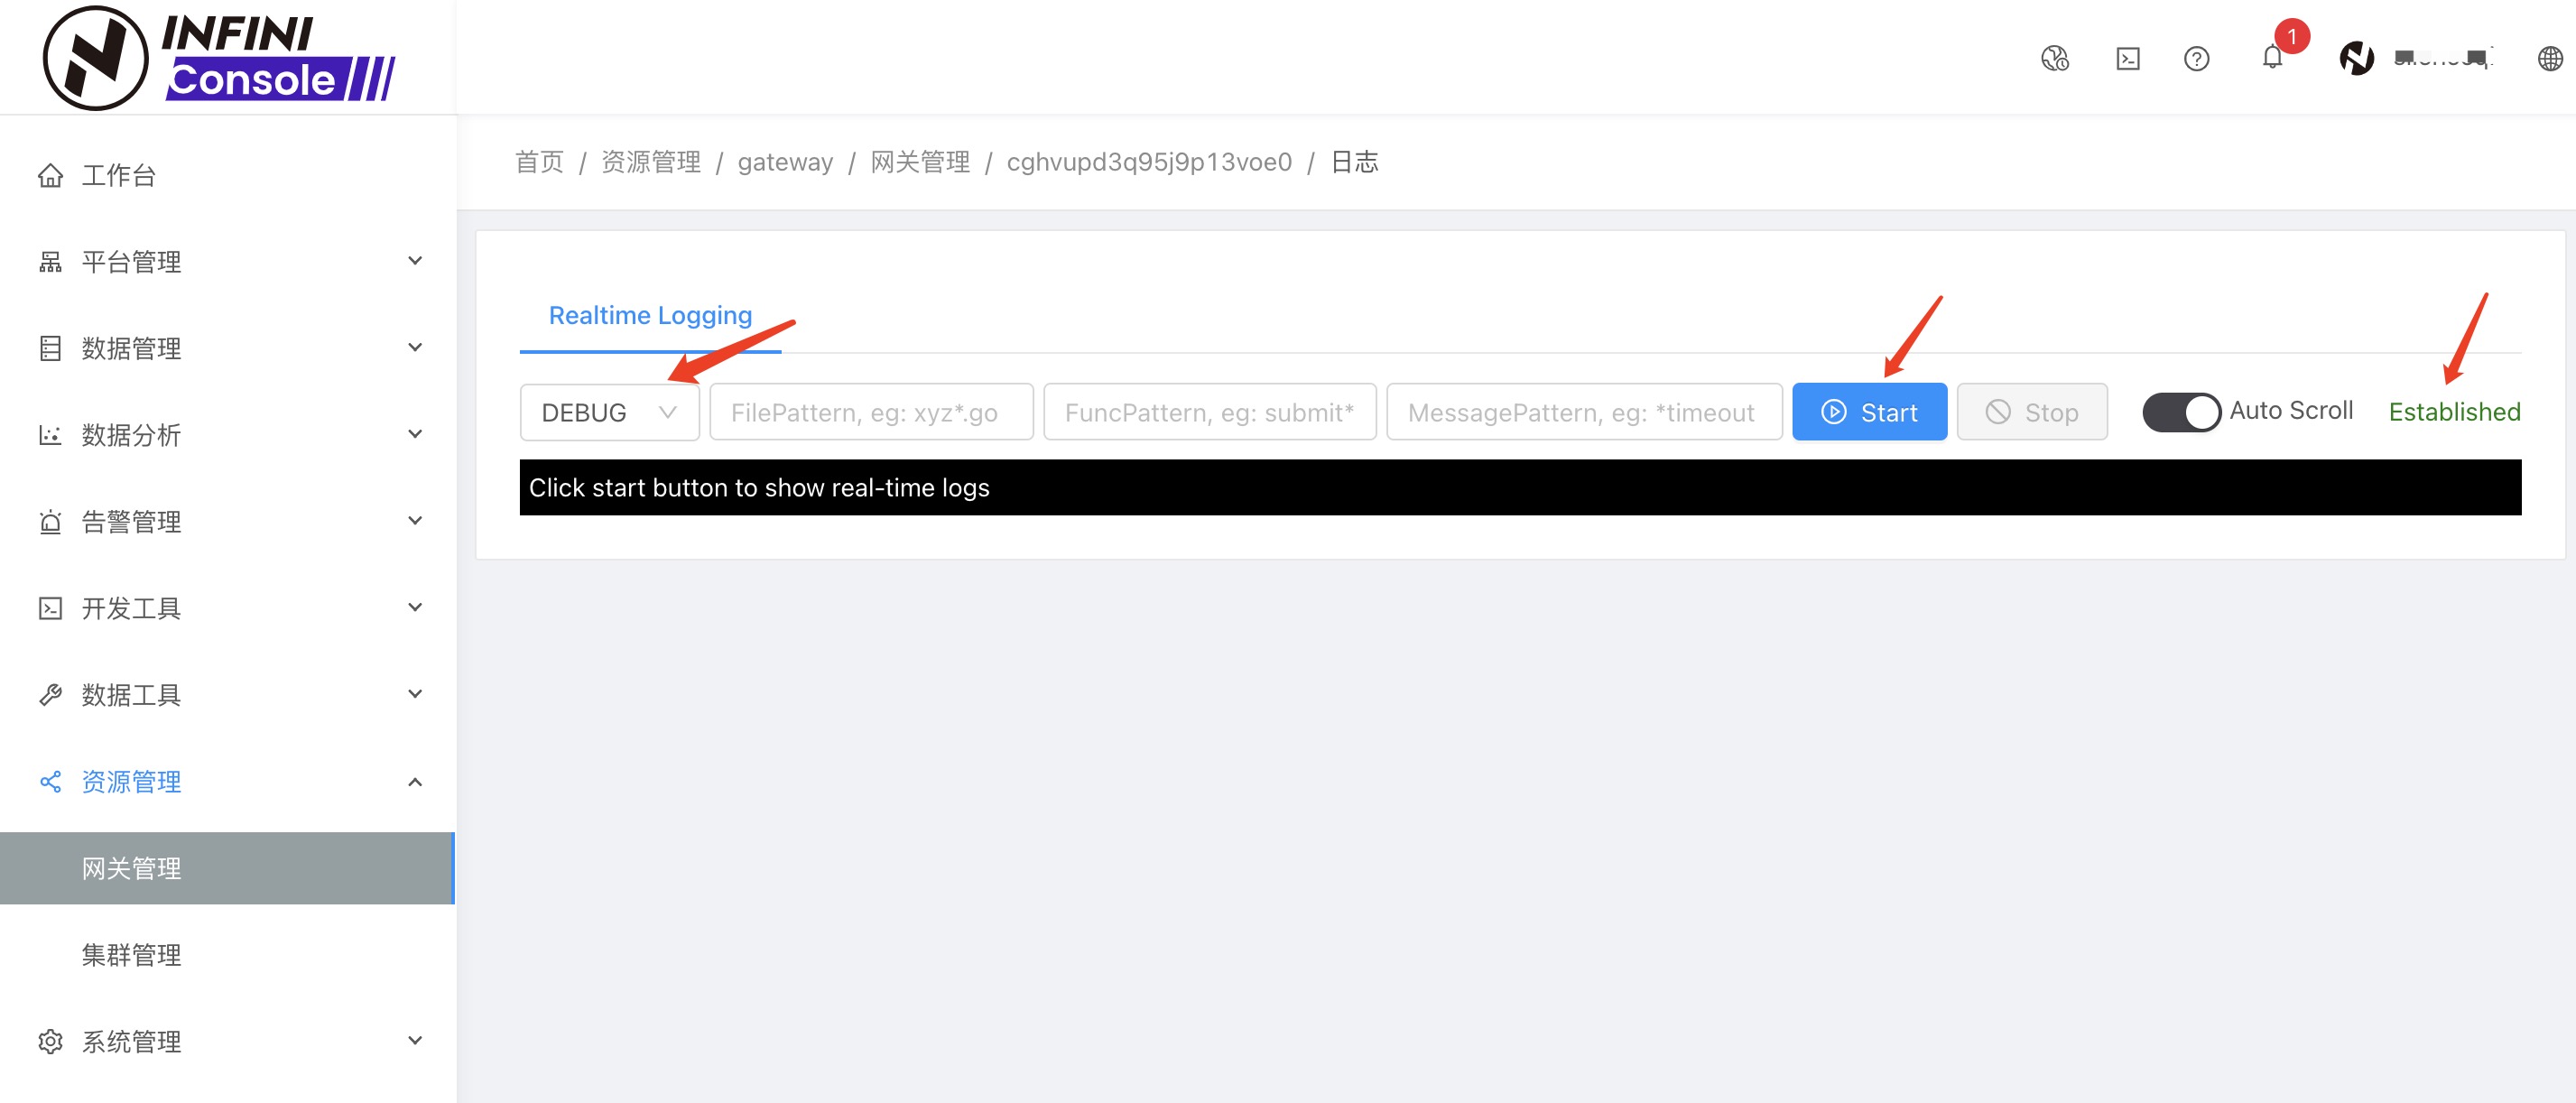 INFINI
Console
1
工作台
平台管理
数据管理
数据分析
告警管理
开发工具
数据工具
资源管理
网关管理
集群管理
系统管理
首页 / 资源管理 / gateway / 网关管理 / cghvupd3q95j9p13voe0 / 日志
Realtime Logging
DEBUG FilePattern, eg: xyz*.go FuncPattern, eg: submit* MessagePattern, eg: *timeout Start Stop Auto Scroll Established
Click start button to show real-time logs